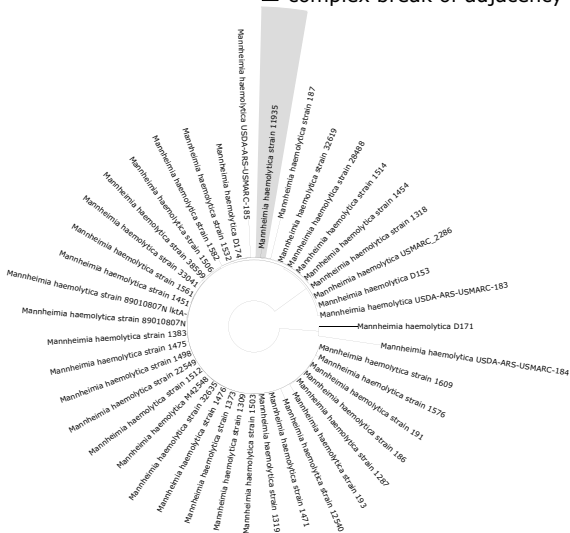 complex break of adjacency
Mannheimia haemolytica strain 11935
Mannheimia haemolytica strain 187
Mannheimia haemolytica strain 32619
Mannheimia haemolytica strain 28488
Mannheimia haemolytica strain 1514
Mannheimia haemolytica strain 1454
Mannheimia haemolytica strain 1318
Mannheimia haemolytica USMARC_2286
Mannheimia haemolytica D153
Mannheimia haemolytica USDA-ARS-USMARC-183
Mannheimia haemolytica D171
Mannheimia haemolytica USDA-ARS-USMARC-184
Mannheimia haemolytica strain 1609
Mannheimia haemolytica strain 1576
Mannheimia haemolytica strain 191
Mannheimia haemolytica strain 186
Mannheimia haemolytica strain 1287
Mannheimia haemolytica strain 193
Mannheimia haemolytica strain 12540
Mannheimia haemolytica strain 1471
Mannheimia haemolytica strain 1319
Mannheimia haemolytica strain 1503
Mannheimia haemolytica strain 1309
Mannheimia haemolytica strain 1373
Mannheimia haemolytica strain 1476
Mannheimia haemolytica strain 32635
Mannheimia haemolytica M42548
Mannheimia haemolytica strain 1512
Mannheimia haemolytica strain 22549
Mannheimia haemolytica strain 1498
Mannheimia haemolytica strain 1475
Mannheimia haemolytica strain 1383
Mannheimia haemolytica strain 89010807N
Mannheimia haemolytica strain 89010807N lktA-
Mannheimia haemolytica strain 1451
Mannheimia haemolytica strain 1561
Mannheimia haemolytica strain 33041
Mannheimia haemolytica strain 38599
Mannheimia haemolytica strain 1506
Mannheimia haemolytica strain 1582
Mannheimia haemolytica strain 1532
Mannheimia haemolytica D174
Mannheimia haemolytica USDA-ARS-USMARC-185